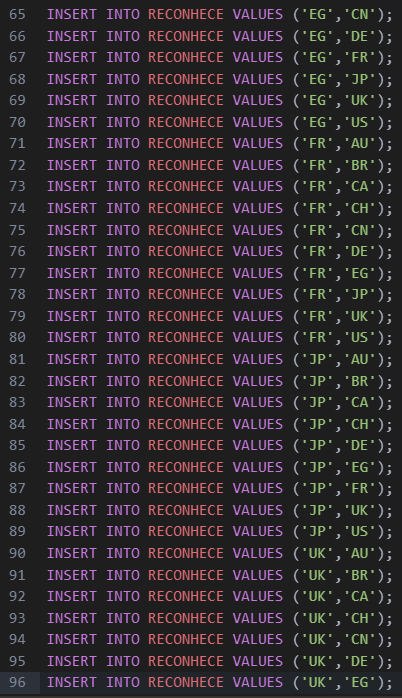 65 INSERT INTO RECONHECE VALUES ('EG','CN');
66 INSERT INTO RECONHECE VALUES ('EG','DE');
67 INSERT INTO RECONHECE VALUES ('EG','FR');
68 INSERT INTO RECONHECE VALUES ('EG','JP');
69 INSERT INTO RECONHECE VALUES ('EG','UK');
70 INSERT INTO RECONHECE VALUES ('EG','US');
71 INSERT INTO RECONHECE VALUES ('FR','AU');
72 INSERT INTO RECONHECE VALUES ('FR','BR');
73 INSERT INTO RECONHECE VALUES ('FR','CA');
74 INSERT INTO RECONHECE VALUES ('FR','CH');
75 INSERT INTO RECONHECE VALUES ('FR','CN');
76 INSERT INTO RECONHECE VALUES ('FR','DE');
77 INSERT INTO RECONHECE VALUES ('FR','EG');
78 INSERT INTO RECONHECE VALUES ('FR','JP');
79 INSERT INTO RECONHECE VALUES ('FR','UK');
80 INSERT INTO RECONHECE VALUES ('FR','US');
81 INSERT INTO RECONHECE VALUES ('JP','AU');
82 INSERT INTO RECONHECE VALUES ('JP','BR');
83 INSERT INTO RECONHECE VALUES ('JP','CA');
84 INSERT INTO RECONHECE VALUES ('JP','CH');
85 INSERT INTO RECONHECE VALUES ('JP','DE');
86 INSERT INTO RECONHECE VALUES ('JP','EG');
87 INSERT INTO RECONHECE VALUES ('JP','FR');
88 INSERT INTO RECONHECE VALUES ('JP','UK');
89 INSERT INTO RECONHECE VALUES ('JP','US');
90 INSERT INTO RECONHECE VALUES ('UK','AU');
91 INSERT INTO RECONHECE VALUES ('UK','BR');
92 INSERT INTO RECONHECE VALUES ('UK','CA');
93 INSERT INTO RECONHECE VALUES ('UK','CH');
94 INSERT INTO RECONHECE VALUES ('UK','CN');
95 INSERT INTO RECONHECE VALUES ('UK','DE');
96 INSERT INTO RECONHECE VALUES ('UK','EG');